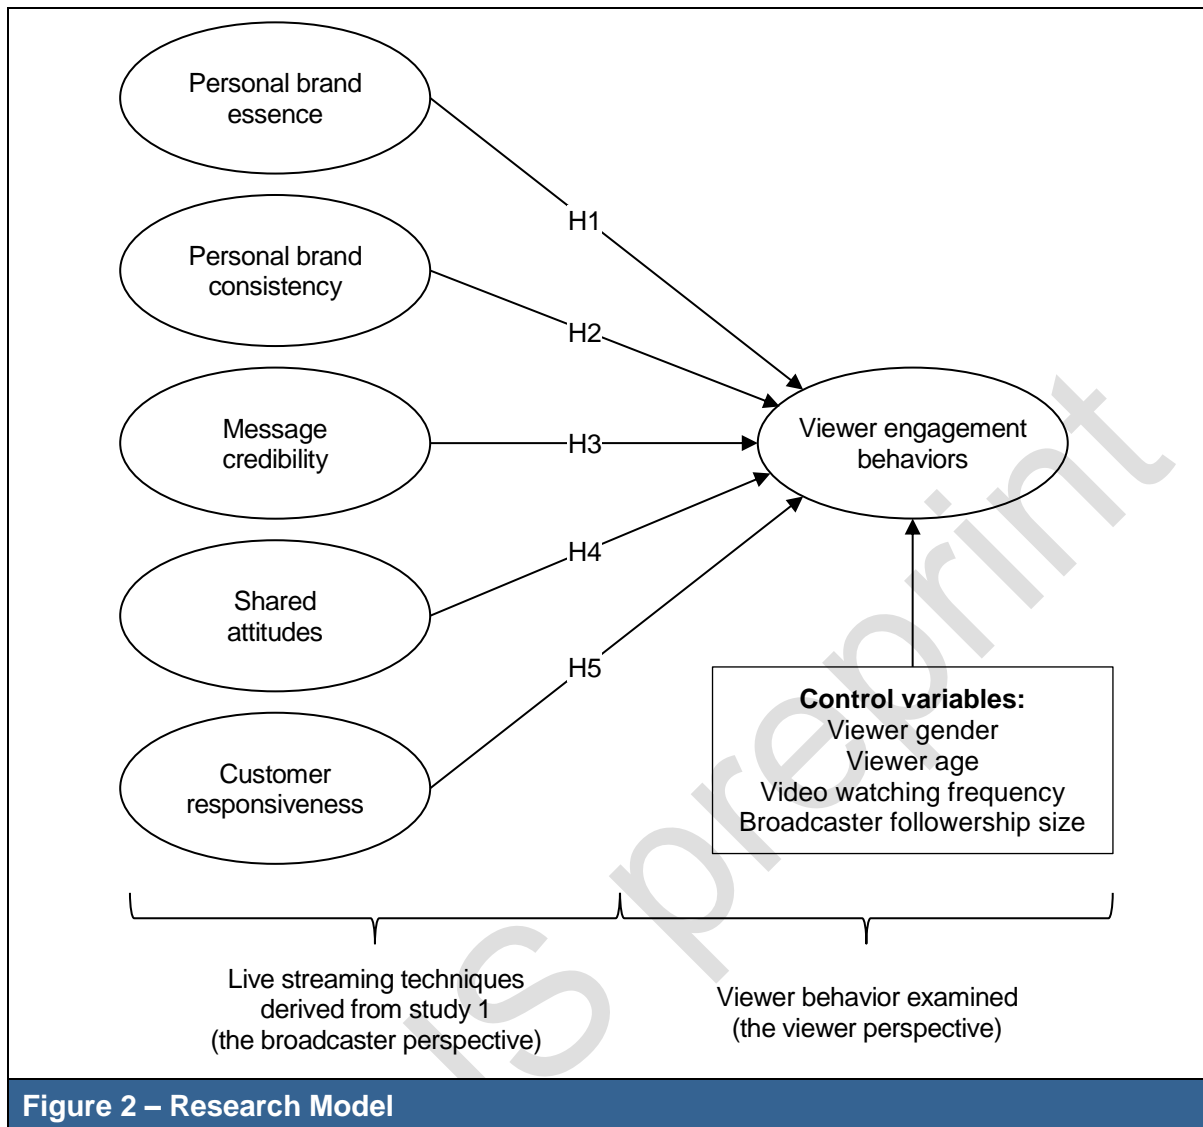 Personal brand
essence
H1
Personal brand
consistency
H2
Message
credibility
H3
Viewer engagement
behaviors
Shared
attitudes
H4
H5
Customer
responsiveness
Control variables:
Viewer gender
Viewer age
Video watching frequency
Broadcaster followership size
Live streaming techniques
derived from study 1
(the broadcaster perspective)
Viewer behavior examined
(the viewer perspective)
IS preprint
Figure 2 – Research Model